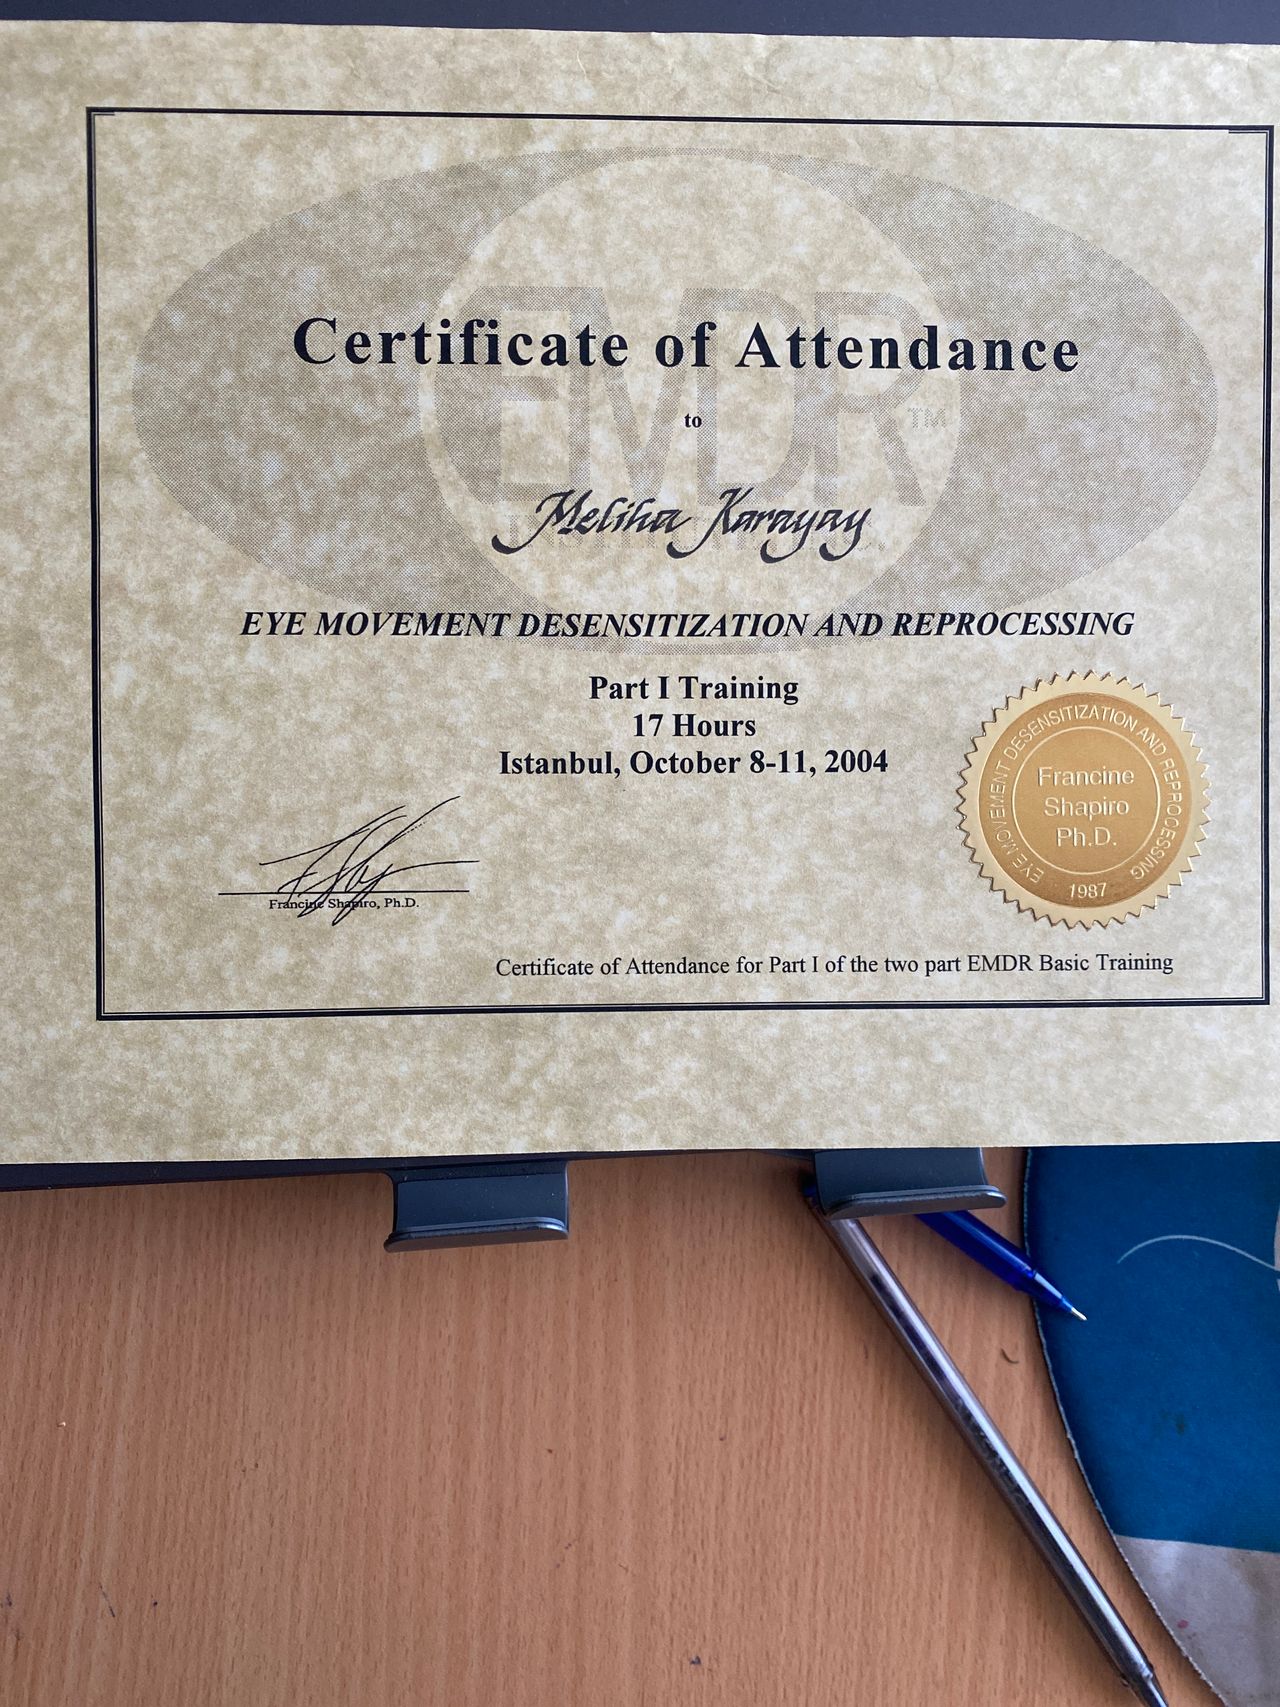 EMDR™
Certificate of Attendance
to
Meliha Karayay
EYE MOVEMENT DESENSITIZATION AND REPROCESSING
Part I Training
17 Hours
Istanbul, October 8-11, 2004
Francine Shapiro, Ph.D.
EYE MOVEMENT DESENSITIZATION AND REPROCESSING
Francine
Shapiro
Ph.D.
1987
Certificate of Attendance for Part I of the two part EMDR Basic Training